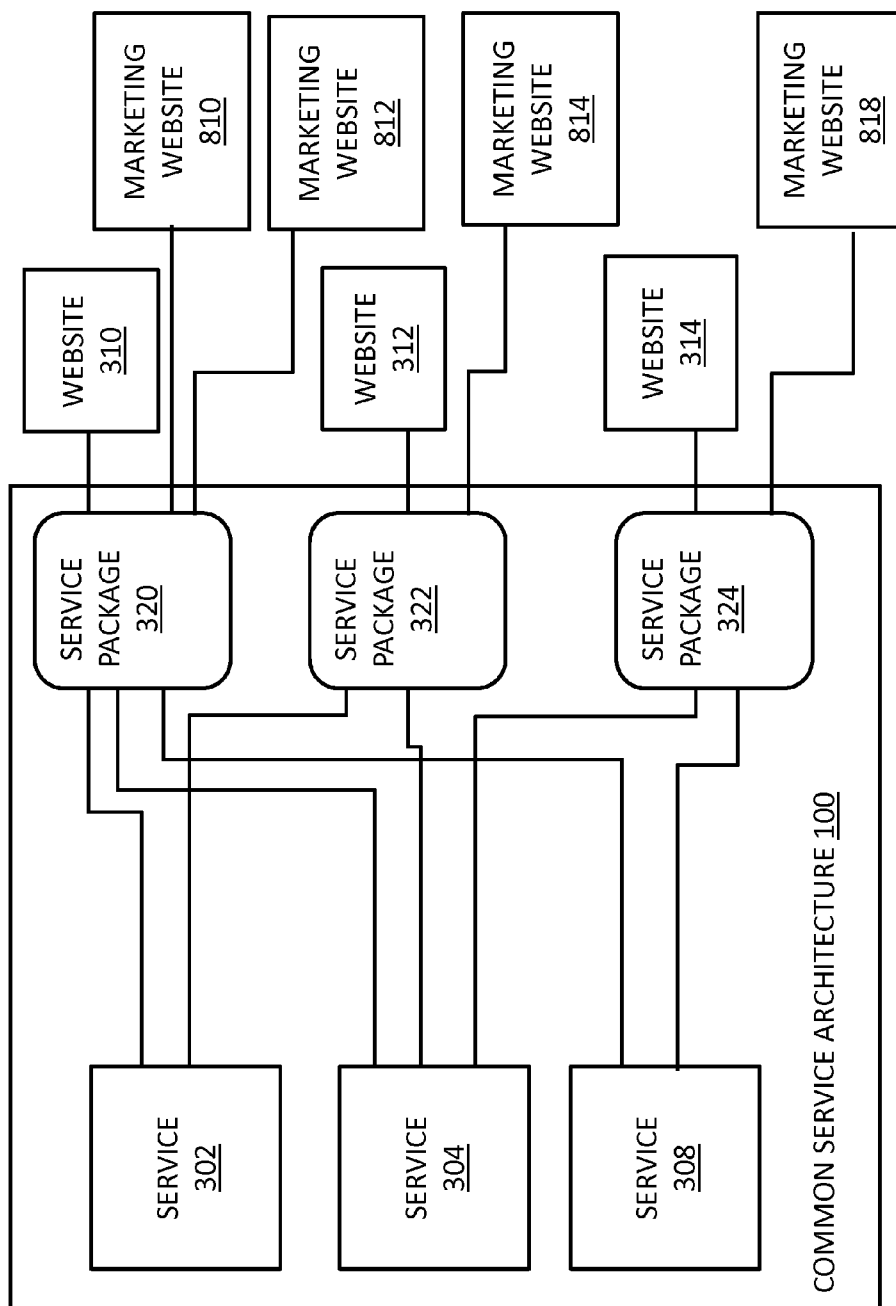 SERVICE
302
SERVICE
304
SERVICE
308
SERVICE
PACKAGE
320
SERVICE
PACKAGE
322
SERVICE
PACKAGE
324
COMMON SERVICE ARCHITECTURE 100
WEBSITE
310
WEBSITE
312
WEBSITE
314
MARKETING
WEBSITE
810
MARKETING
WEBSITE
812
MARKETING
WEBSITE
814
MARKETING
WEBSITE
818